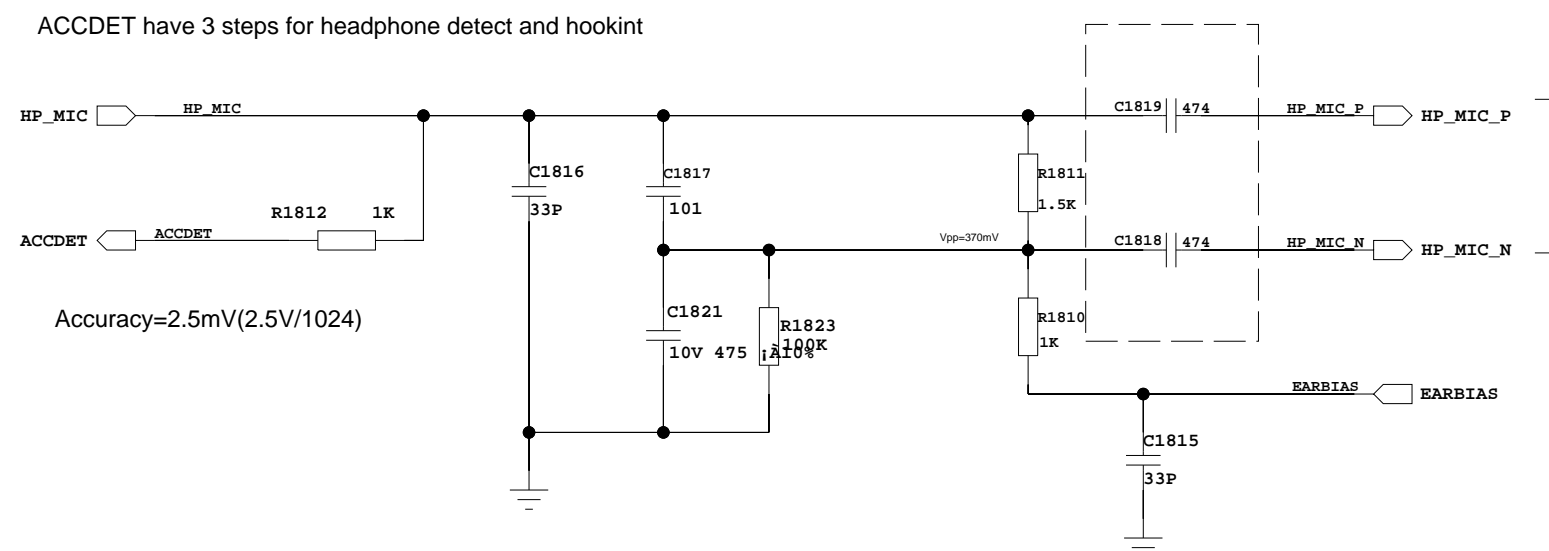 ACCDET have 3 steps for headphone detect and hookint
HP_MIC HP_MIC C1819 474 HP_MIC_P HP_MIC_P
C1816 C1817 R1811
33P 101 1.5K
R1812 1K
ACCDET ACCDET
Vpp=370mV C1818 474 HP_MIC_N HP_MIC_N
Accuracy=2.5mV(2.5V/1024)
C1821 R1823 R1810
10V 475 ¡À10% 100K 1K
EARBIAS EARBIAS
C1815
33P